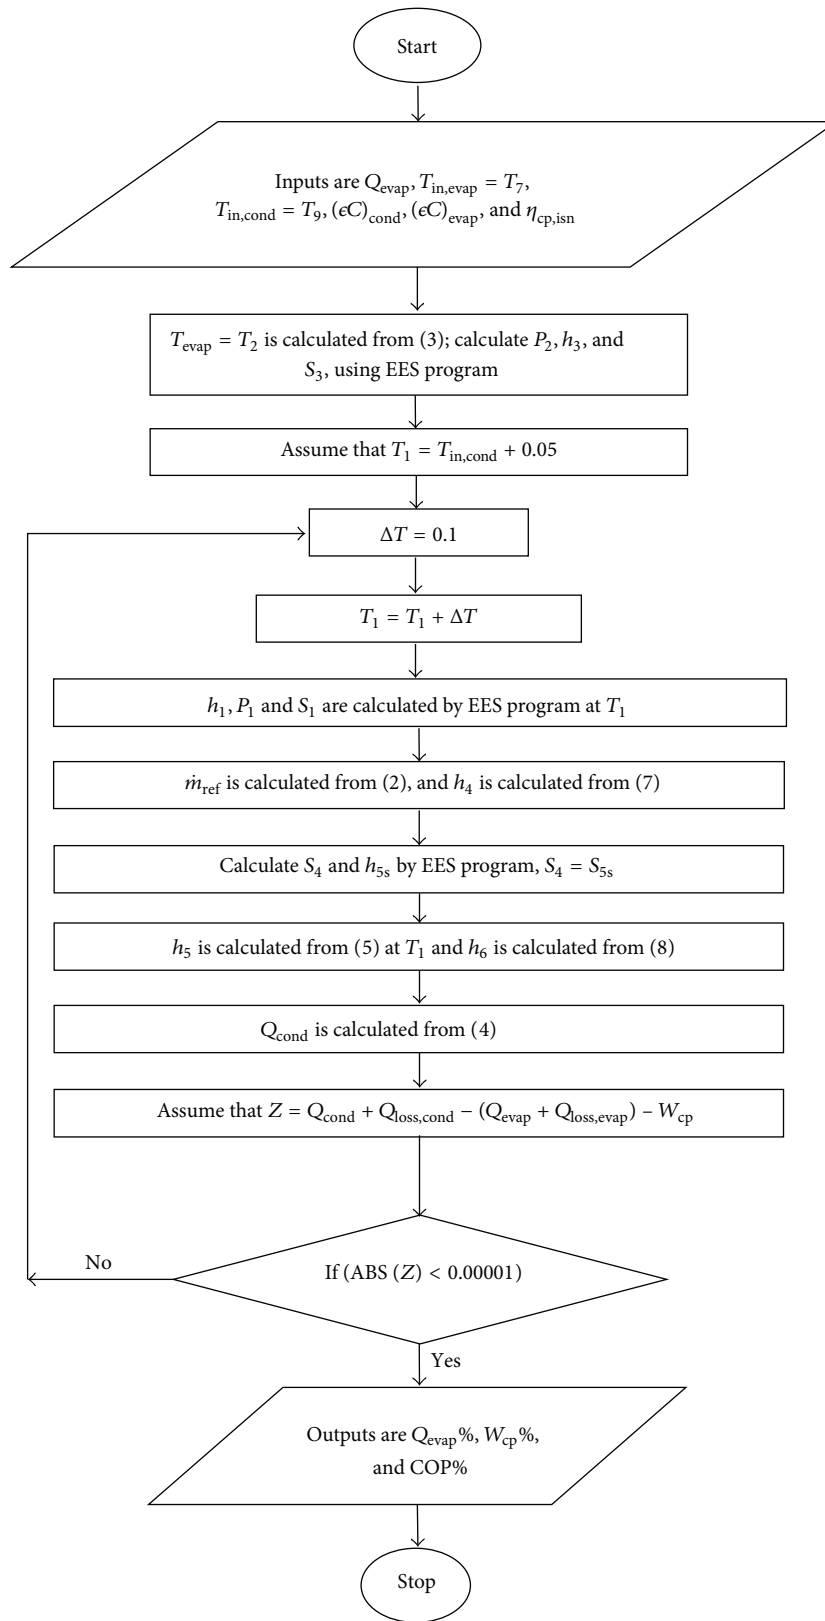 Start
Inputs are Q_evap, T_in,evap = T_7,
T_in,cond = T_9, (ϵC)_cond, (ϵC)_evap, and η_cp,isn
T_evap = T_2 is calculated from (3); calculate P_2, h_3, and
S_3, using EES program
Assume that T_1 = T_in,cond + 0.05
ΔT = 0.1
T_1 = T_1 + ΔT
h_1, P_1 and S_1 are calculated by EES program at T_1
ṁ_ref is calculated from (2), and h_4 is calculated from (7)
Calculate S_4 and h_5s by EES program, S_4 = S_5s
h_5 is calculated from (5) at T_1 and h_6 is calculated from (8)
Q_cond is calculated from (4)
Assume that Z = Q_cond + Q_loss,cond − (Q_evap + Q_loss,evap) − W_cp
No
If (ABS (Z) < 0.00001)
Yes
Outputs are Q_evap%, W_cp%,
and COP%
Stop